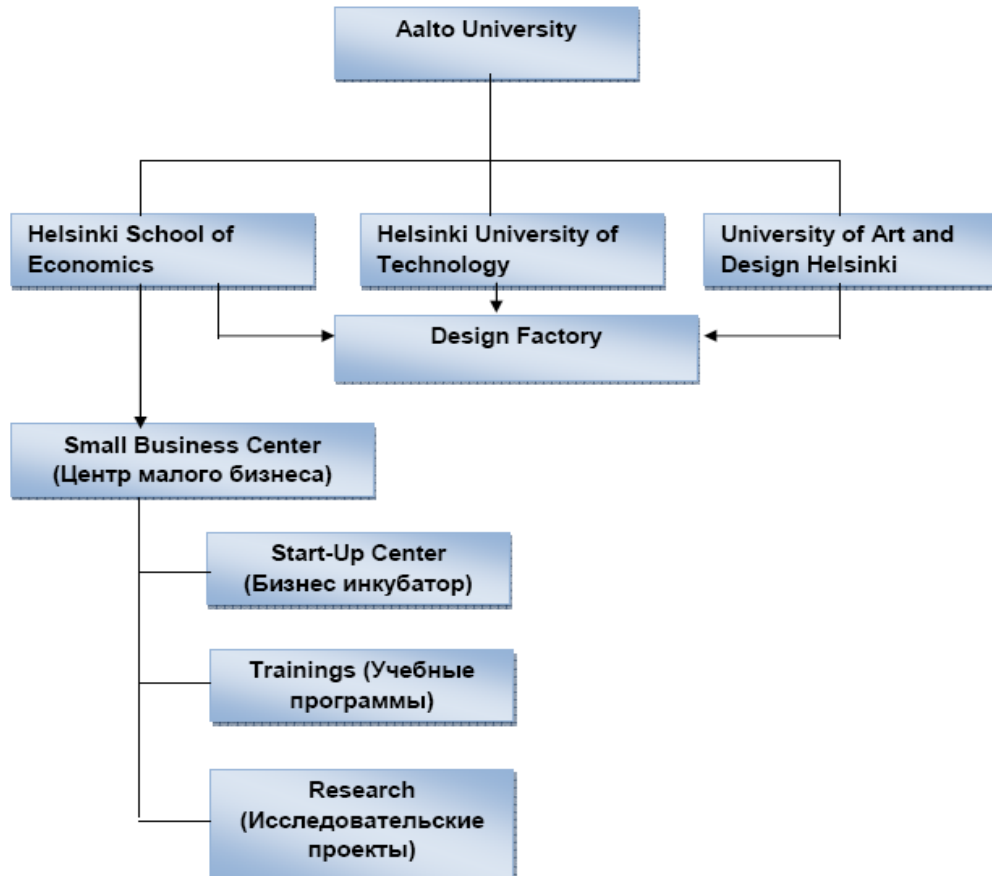 Aalto University
Helsinki School of
Economics
Helsinki University of
Technology
University of Art and
Design Helsinki
Design Factory
Small Business Center
(Центр малого бизнеса)
Start-Up Center
(Бизнес инкубатор)
Trainings (Учебные
программы)
Research
(Исследовательские
проекты)